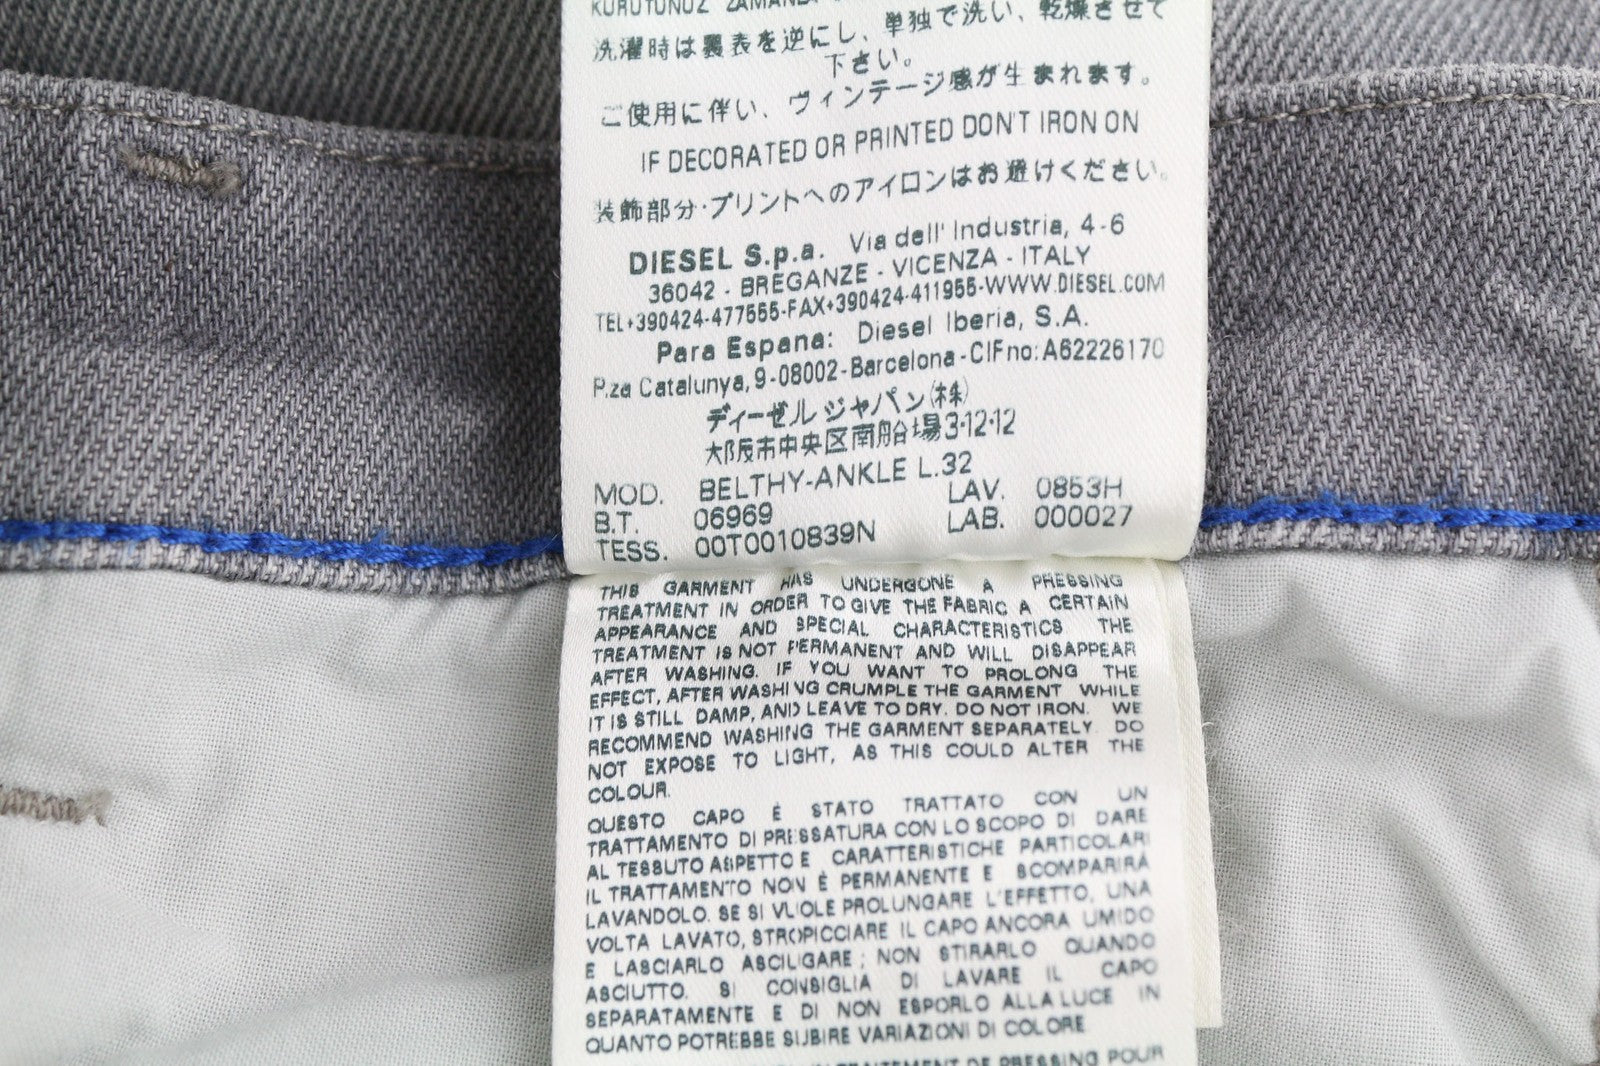 KURUTUNUZ ZAMANDA
洗濯時は裏表を逆にし、単独で洗い、乾燥させて
下さい。
ご使用に伴い、ヴィンテージ感が生まれます。
IF DECORATED OR PRINTED DON'T IRON ON
装飾部分・プリントへのアイロンはお避けください。
DIESEL S.p.a. Via dell' Industria, 4-6
36042 - BREGANZE - VICENZA - ITALY
TEL+390424-477555-FAX+390424-411955-WWW.DIESEL.COM
Para Espana: Diesel Iberia, S.A.
P.za Catalunya, 9-08002-Barcelona-CIFno:A62226170
ディーゼル ジャパン(株)
大阪市中央区南船場3-12-12
MOD. BELTHY-ANKLE L.32 LAV. 0853H
B.T. 06969 LAB. 000027
TESS. 00T0010839N
THIS GARMENT HAS UNDERGONE A PRESSING
TREATMENT IN ORDER TO GIVE THE FABRIC A CERTAIN
APPEARANCE AND SPECIAL CHARACTERISTICS THE
TREATMENT IS NOT PERMANENT AND WILL DISAPPEAR
AFTER WASHING. IF YOU WANT TO PROLONG THE
EFFECT, AFTER WASHING CRUMPLE THE GARMENT WHILE
IT IS STILL DAMP, AND LEAVE TO DRY. DO NOT IRON. WE
RECOMMEND WASHING THE GARMENT SEPARATELY. DO
NOT EXPOSE TO LIGHT, AS THIS COULD ALTER THE
COLOUR.
QUESTO CAPO È STATO TRATTATO CON UN
TRATTAMENTO DI PRESSATURA CON LO SCOPO DI DARE
AL TESSUTO ASPETTO E CARATTERISTICHE PARTICOLARI
IL TRATTAMENTO NON È PERMANENTE E SCOMPARIRÀ
LAVANDOLO. SE SI VUOLE PROLUNGARE L'EFFETTO, UNA
VOLTA LAVATO, STROPICCIARE IL CAPO ANCORA UMIDO
E LASCIARLO ASCIUGARE; NON STIRARLO QUANDO
ASCIUTTO. SI CONSIGLIA DI LAVARE IL CAPO
SEPARATAMENTE E DI NON ESPORLO ALLA LUCE IN
QUANTO POTREBBE SUBIRE VARIAZIONI DI COLORE
TRAITEMENT DE PRESSING POUR